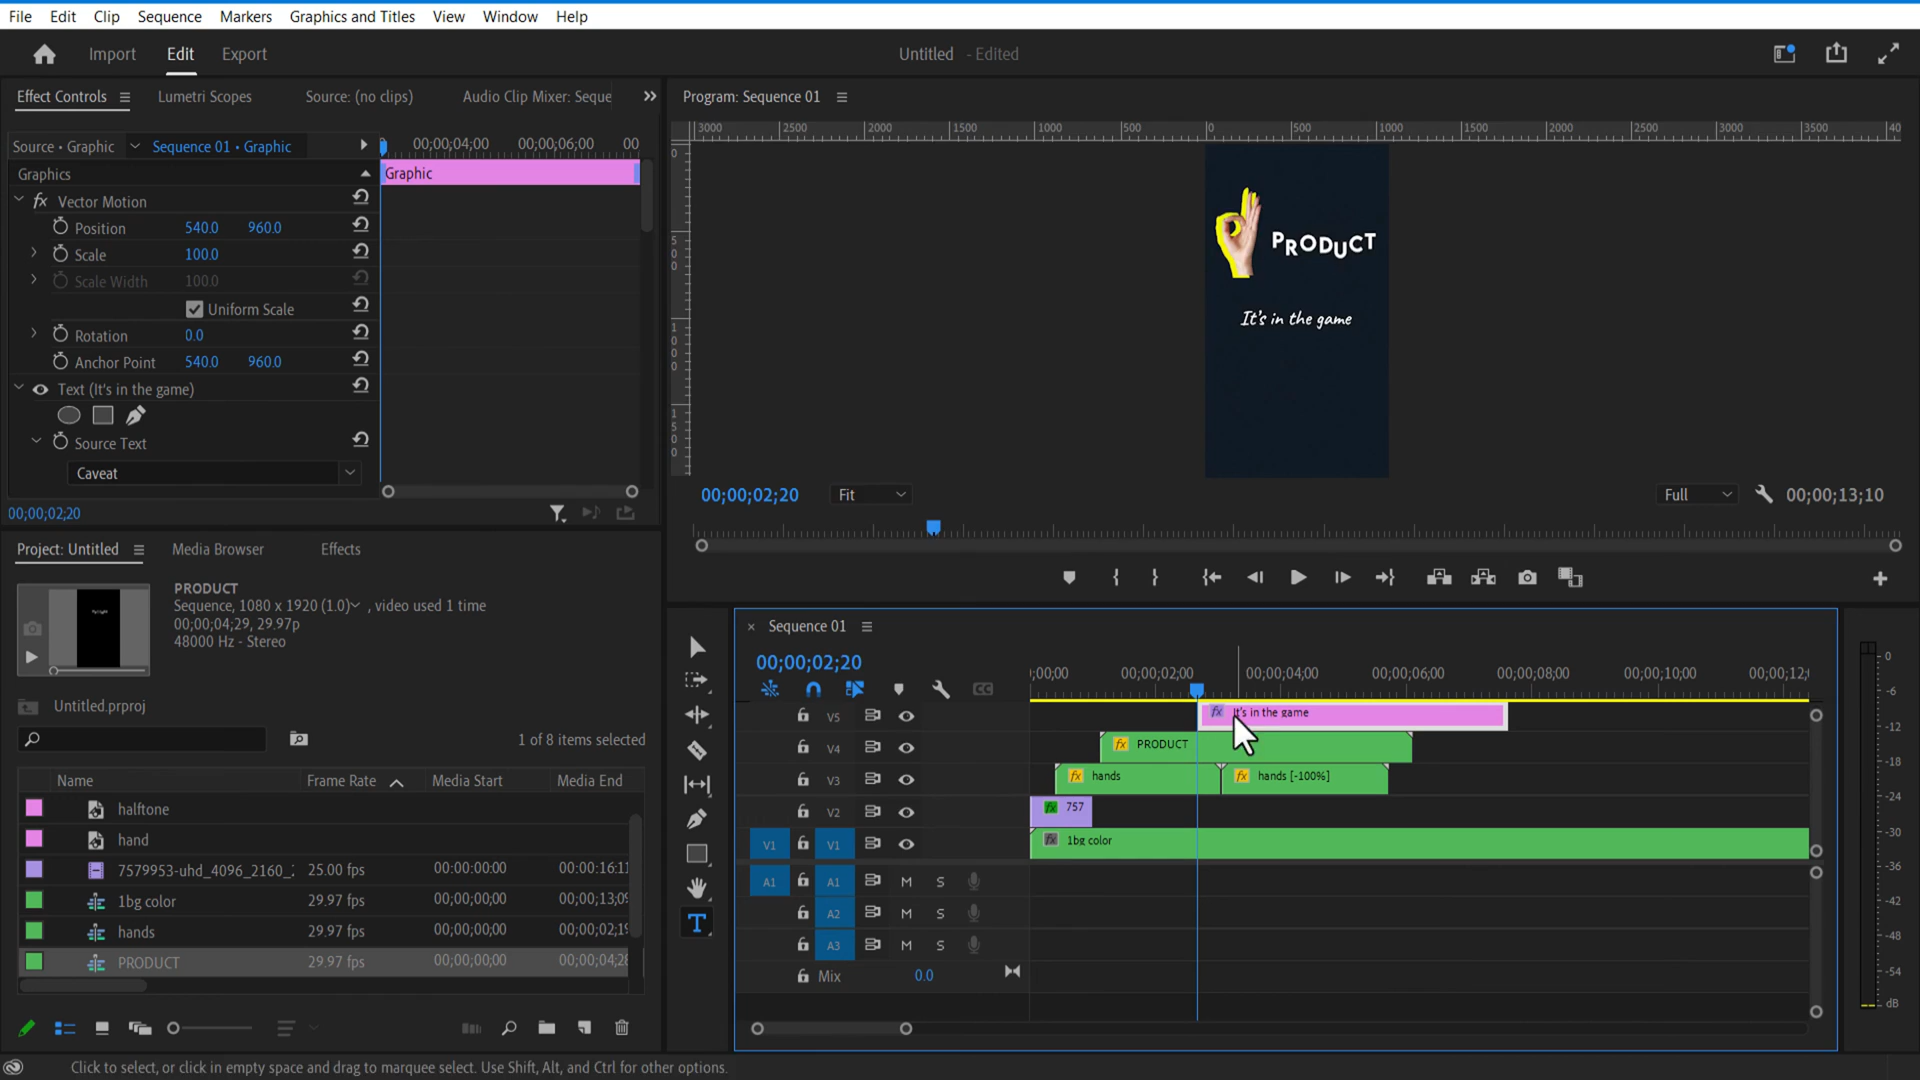 File Edit Clip Sequence Markers Graphics and Titles View Window Help
Import Edit Export Untitled - Edited
Effect Controls Lumetri Scopes Source: (no clips) Audio Clip Mixer: Seque
Program: Sequence 01
Source • Graphic Sequence 01 • Graphic 00;00;04;00 00;00;06;00 00
Graphics Graphic
fx Vector Motion
Position 540.0 960.0
Scale 100.0
Scale Width 100.0
Uniform Scale
Rotation 0.0
Anchor Point 540.0 960.0
Text (It's in the game)
Source Text
Caveat
00;00;02;20
3000 2500 2000 1500 1000 500 0 500 1000 1500 2000 2500 3000 3500 40
0
500
1000
1500
PRODUCT
It's in the game
00;00;02;20 Fit Full 00;00;13;10
Project: Untitled Media Browser Effects
PRODUCT
Sequence, 1080 x 1920 (1.0) , video used 1 time
00;00;04;29, 29.97p
48000 Hz - Stereo
Untitled.prproj
1 of 8 items selected
Name Frame Rate Media Start Media End
halftone
hand
7579953-uhd_4096_2160_ 25.00 fps 00:00:00:00 00:00:16:11
1bg color 29.97 fps 00;00;00;00 00;00;13;09
hands 29.97 fps 00;00;00;00 00;00;02;19
PRODUCT 29.97 fps 00;00;00;00 00;00;04;28
Sequence 01
00;00;02;20
;00;00 00;00;02;00 00;00;04;00 00;00;06;00 00;00;08;00 00;00;10;00 00;00;12;
V5 fx It's in the game
V4 fx PRODUCT
V3 fx hands fx hands [-100%]
V2 fx 757
V1 V1 fx 1bg color
A1 A1 M S
A2 M S
A3 M S
Mix 0.0
0
-6
-12
-18
-24
-30
-36
-42
-48
-54
dB
Click to select, or click in empty space and drag to marquee select. Use Shift, Alt, and Ctrl for other options.